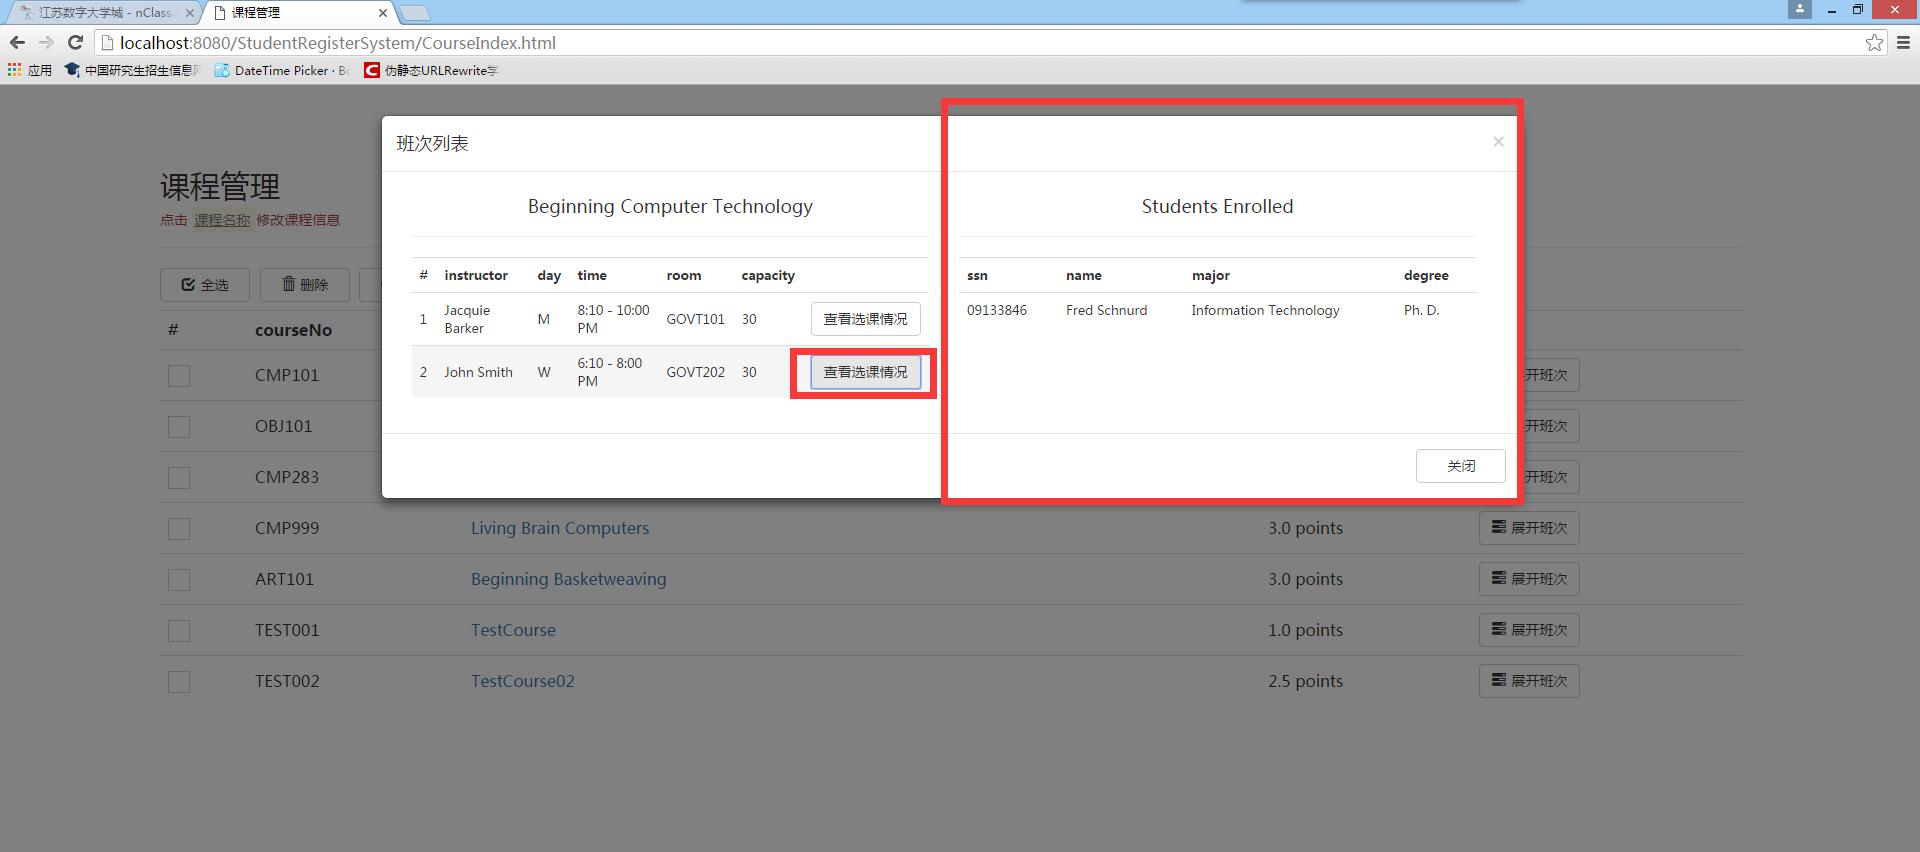 江苏数字大学城 - nClass
课程管理
localhost:8080/StudentRegisterSystem/CourseIndex.html
应用
中国研究生招生信息
DateTime Picker · Bo
伪静态URLRewrite学
课程管理
点击 课程名称 修改课程信息
全选
删除
# courseNo
CMP101
展开班次
OBJ101
展开班次
CMP283
展开班次
CMP999 Living Brain Computers 3.0 points 展开班次
ART101 Beginning Basketweaving 3.0 points 展开班次
TEST001 TestCourse 1.0 points 展开班次
TEST002 TestCourse02 2.5 points 展开班次
班次列表
×
Beginning Computer Technology
# instructor day time room capacity
1 Jacquie Barker M 8:10 - 10:00 PM GOVT101 30 查看选课情况
2 John Smith W 6:10 - 8:00 PM GOVT202 30 查看选课情况
Students Enrolled
ssn name major degree
09133846 Fred Schnurd Information Technology Ph. D.
关闭